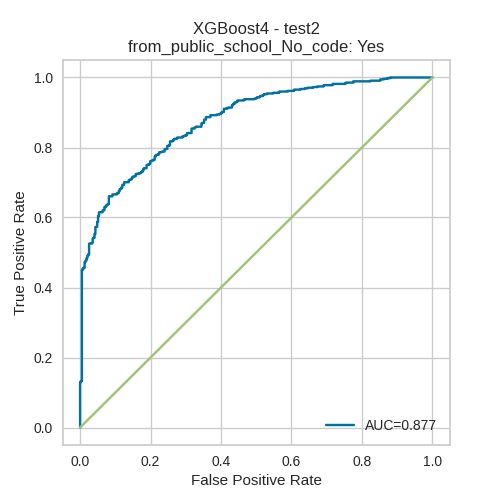 XGBoost4 - test2
from_public_school_No_code: Yes
True Positive Rate
1.0
0.8
0.6
0.4
0.2
0.0
AUC=0.877
0.0 0.2 0.4 0.6 0.8 1.0
False Positive Rate